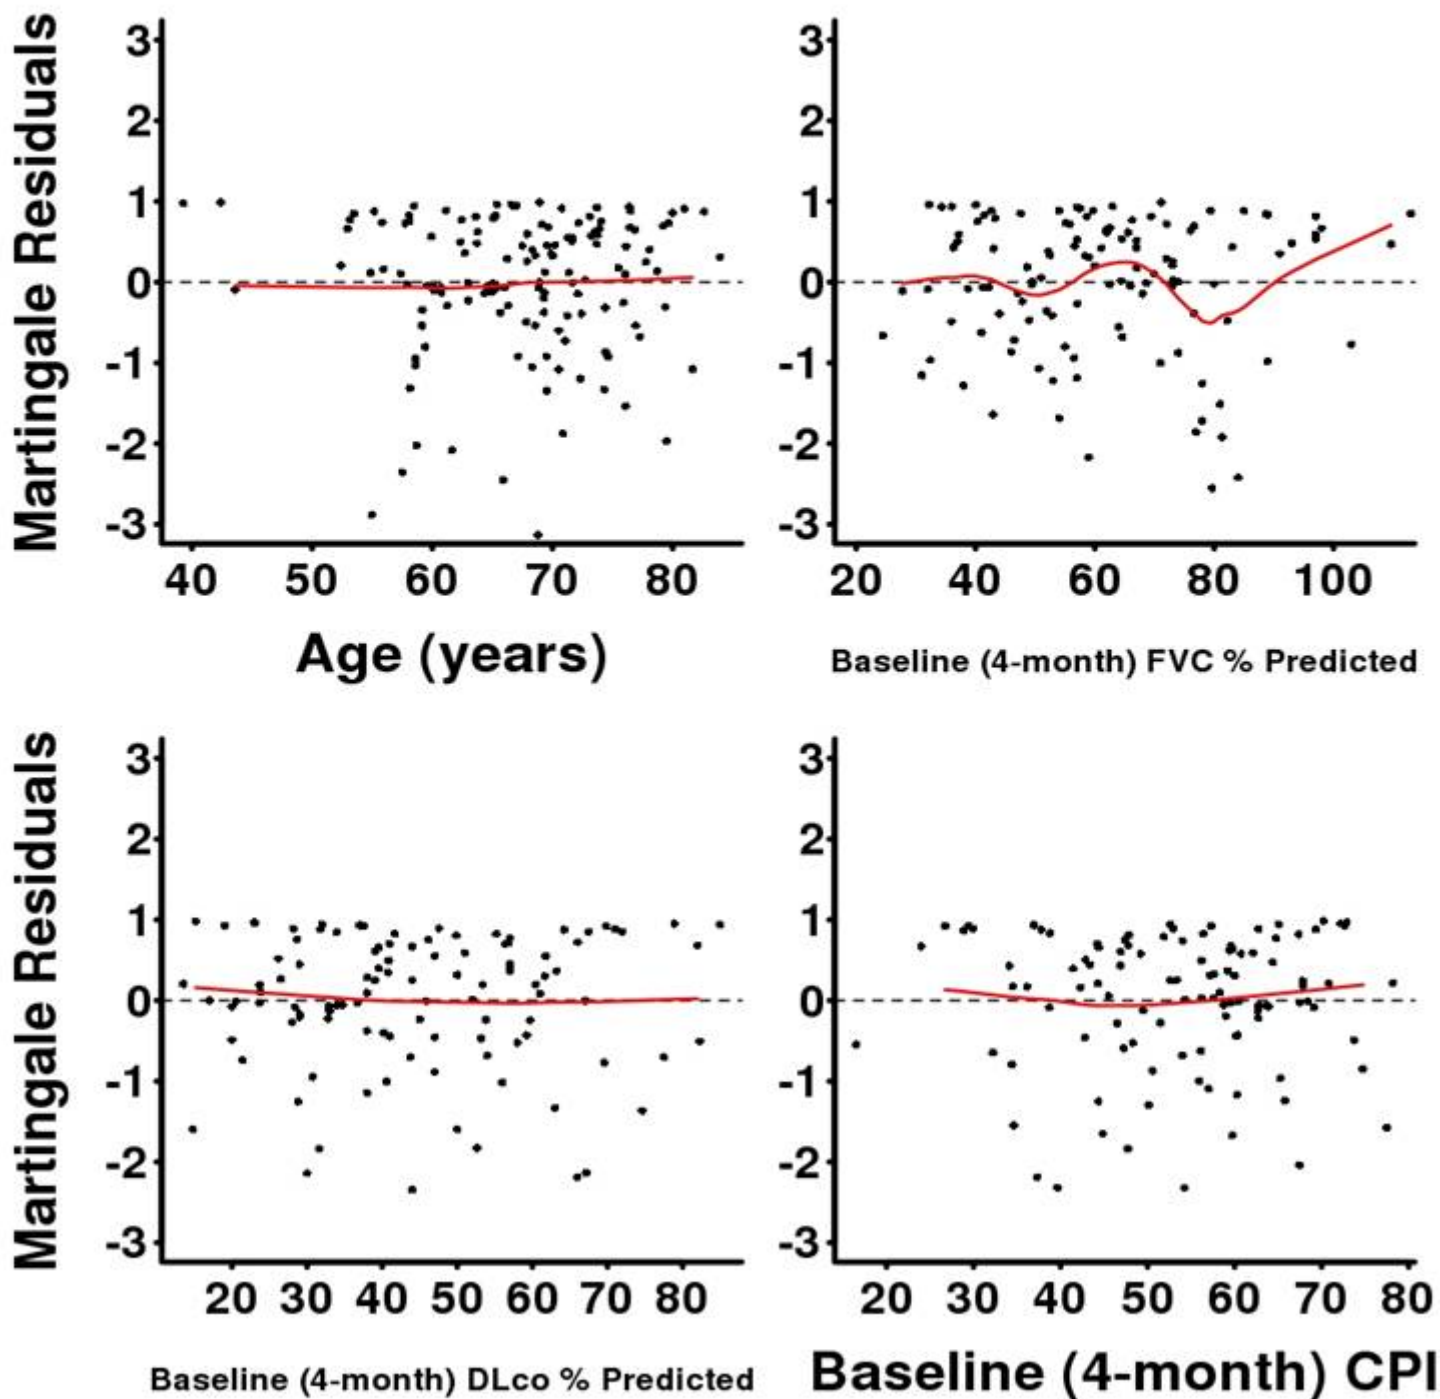 Martingale Residuals
3
2
1
0
-1
-2
-3
40 50 60 70 80
Age (years)
3
2
1
0
-1
-2
-3
20 40 60 80 100
Baseline (4-month) FVC % Predicted
Martingale Residuals
3
2
1
0
-1
-2
-3
20 30 40 50 60 70 80
Baseline (4-month) DLco % Predicted
3
2
1
0
-1
-2
-3
20 30 40 50 60 70 80
Baseline (4-month) CPI